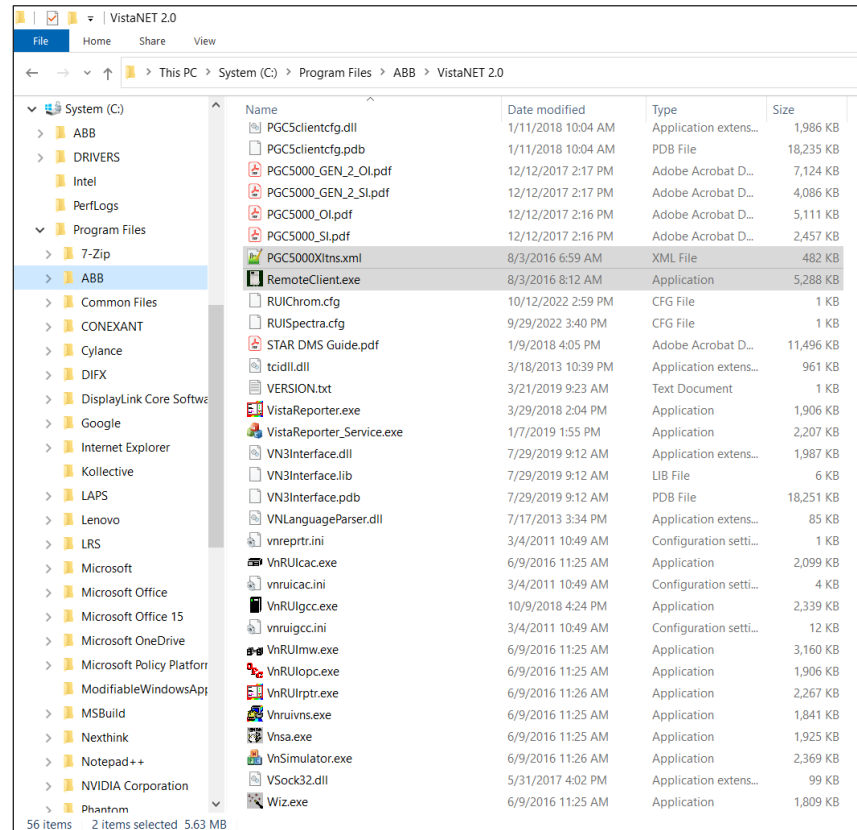 VistaNET 2.0
File Home Share View
This PC > System (C:) > Program Files > ABB > VistaNET 2.0
System (C:)
ABB
DRIVERS
Intel
PerfLogs
Program Files
7-Zip
ABB
Common Files
CONEXANT
Cylance
DIFX
DisplayLink Core Softwa
Google
Internet Explorer
Kollective
LAPS
Lenovo
LRS
Microsoft
Microsoft Office
Microsoft Office 15
Microsoft OneDrive
Microsoft Policy Platforr
ModifiableWindowsApp
MSBuild
Nexthink
Notepad++
NVIDIA Corporation
Phantom
Name Date modified Type Size
PGC5clientcfg.dll 1/11/2018 10:04 AM Application extens... 1,986 KB
PGC5clientcfg.pdb 1/11/2018 10:04 AM PDB File 18,235 KB
PGC5000_GEN_2_OI.pdf 12/12/2017 2:17 PM Adobe Acrobat D... 7,124 KB
PGC5000_GEN_2_SI.pdf 12/12/2017 2:17 PM Adobe Acrobat D... 4,086 KB
PGC5000_OI.pdf 12/12/2017 2:16 PM Adobe Acrobat D... 5,111 KB
PGC5000_SI.pdf 12/12/2017 2:16 PM Adobe Acrobat D... 2,457 KB
PGC5000Xltns.xml 8/3/2016 6:59 AM XML File 482 KB
RemoteClient.exe 8/3/2016 8:12 AM Application 5,288 KB
RUIChrom.cfg 10/12/2022 2:59 PM CFG File 1 KB
RUISpectra.cfg 9/29/2022 3:40 PM CFG File 1 KB
STAR DMS Guide.pdf 1/9/2018 4:05 PM Adobe Acrobat D... 11,496 KB
tcidll.dll 3/18/2013 10:39 PM Application extens... 961 KB
VERSION.txt 3/21/2019 9:23 AM Text Document 1 KB
VistaReporter.exe 3/29/2018 2:04 PM Application 1,906 KB
VistaReporter_Service.exe 1/7/2019 1:55 PM Application 2,207 KB
VN3Interface.dll 7/29/2019 9:12 AM Application extens... 1,987 KB
VN3Interface.lib 7/29/2019 9:12 AM LIB File 6 KB
VN3Interface.pdb 7/29/2019 9:12 AM PDB File 18,251 KB
VNLanguageParser.dll 7/17/2013 3:34 PM Application extens... 85 KB
vnreprtr.ini 3/4/2011 10:49 AM Configuration setti... 1 KB
VnRUIcac.exe 6/9/2016 11:25 AM Application 2,099 KB
vnruicac.ini 3/4/2011 10:49 AM Configuration setti... 4 KB
VnRUIgcc.exe 10/9/2018 4:24 PM Application 2,339 KB
vnruigcc.ini 3/4/2011 10:49 AM Configuration setti... 12 KB
VnRUImw.exe 6/9/2016 11:25 AM Application 3,160 KB
VnRUIopc.exe 6/9/2016 11:25 AM Application 1,906 KB
VnRUIrptr.exe 6/9/2016 11:26 AM Application 2,267 KB
Vnruivns.exe 6/9/2016 11:25 AM Application 1,841 KB
Vnsa.exe 6/9/2016 11:25 AM Application 1,925 KB
VnSimulator.exe 6/9/2016 11:26 AM Application 2,369 KB
VSock32.dll 5/31/2017 4:02 PM Application extens... 99 KB
Wiz.exe 6/9/2016 11:25 AM Application 1,809 KB
56 items 2 items selected 5.63 MB